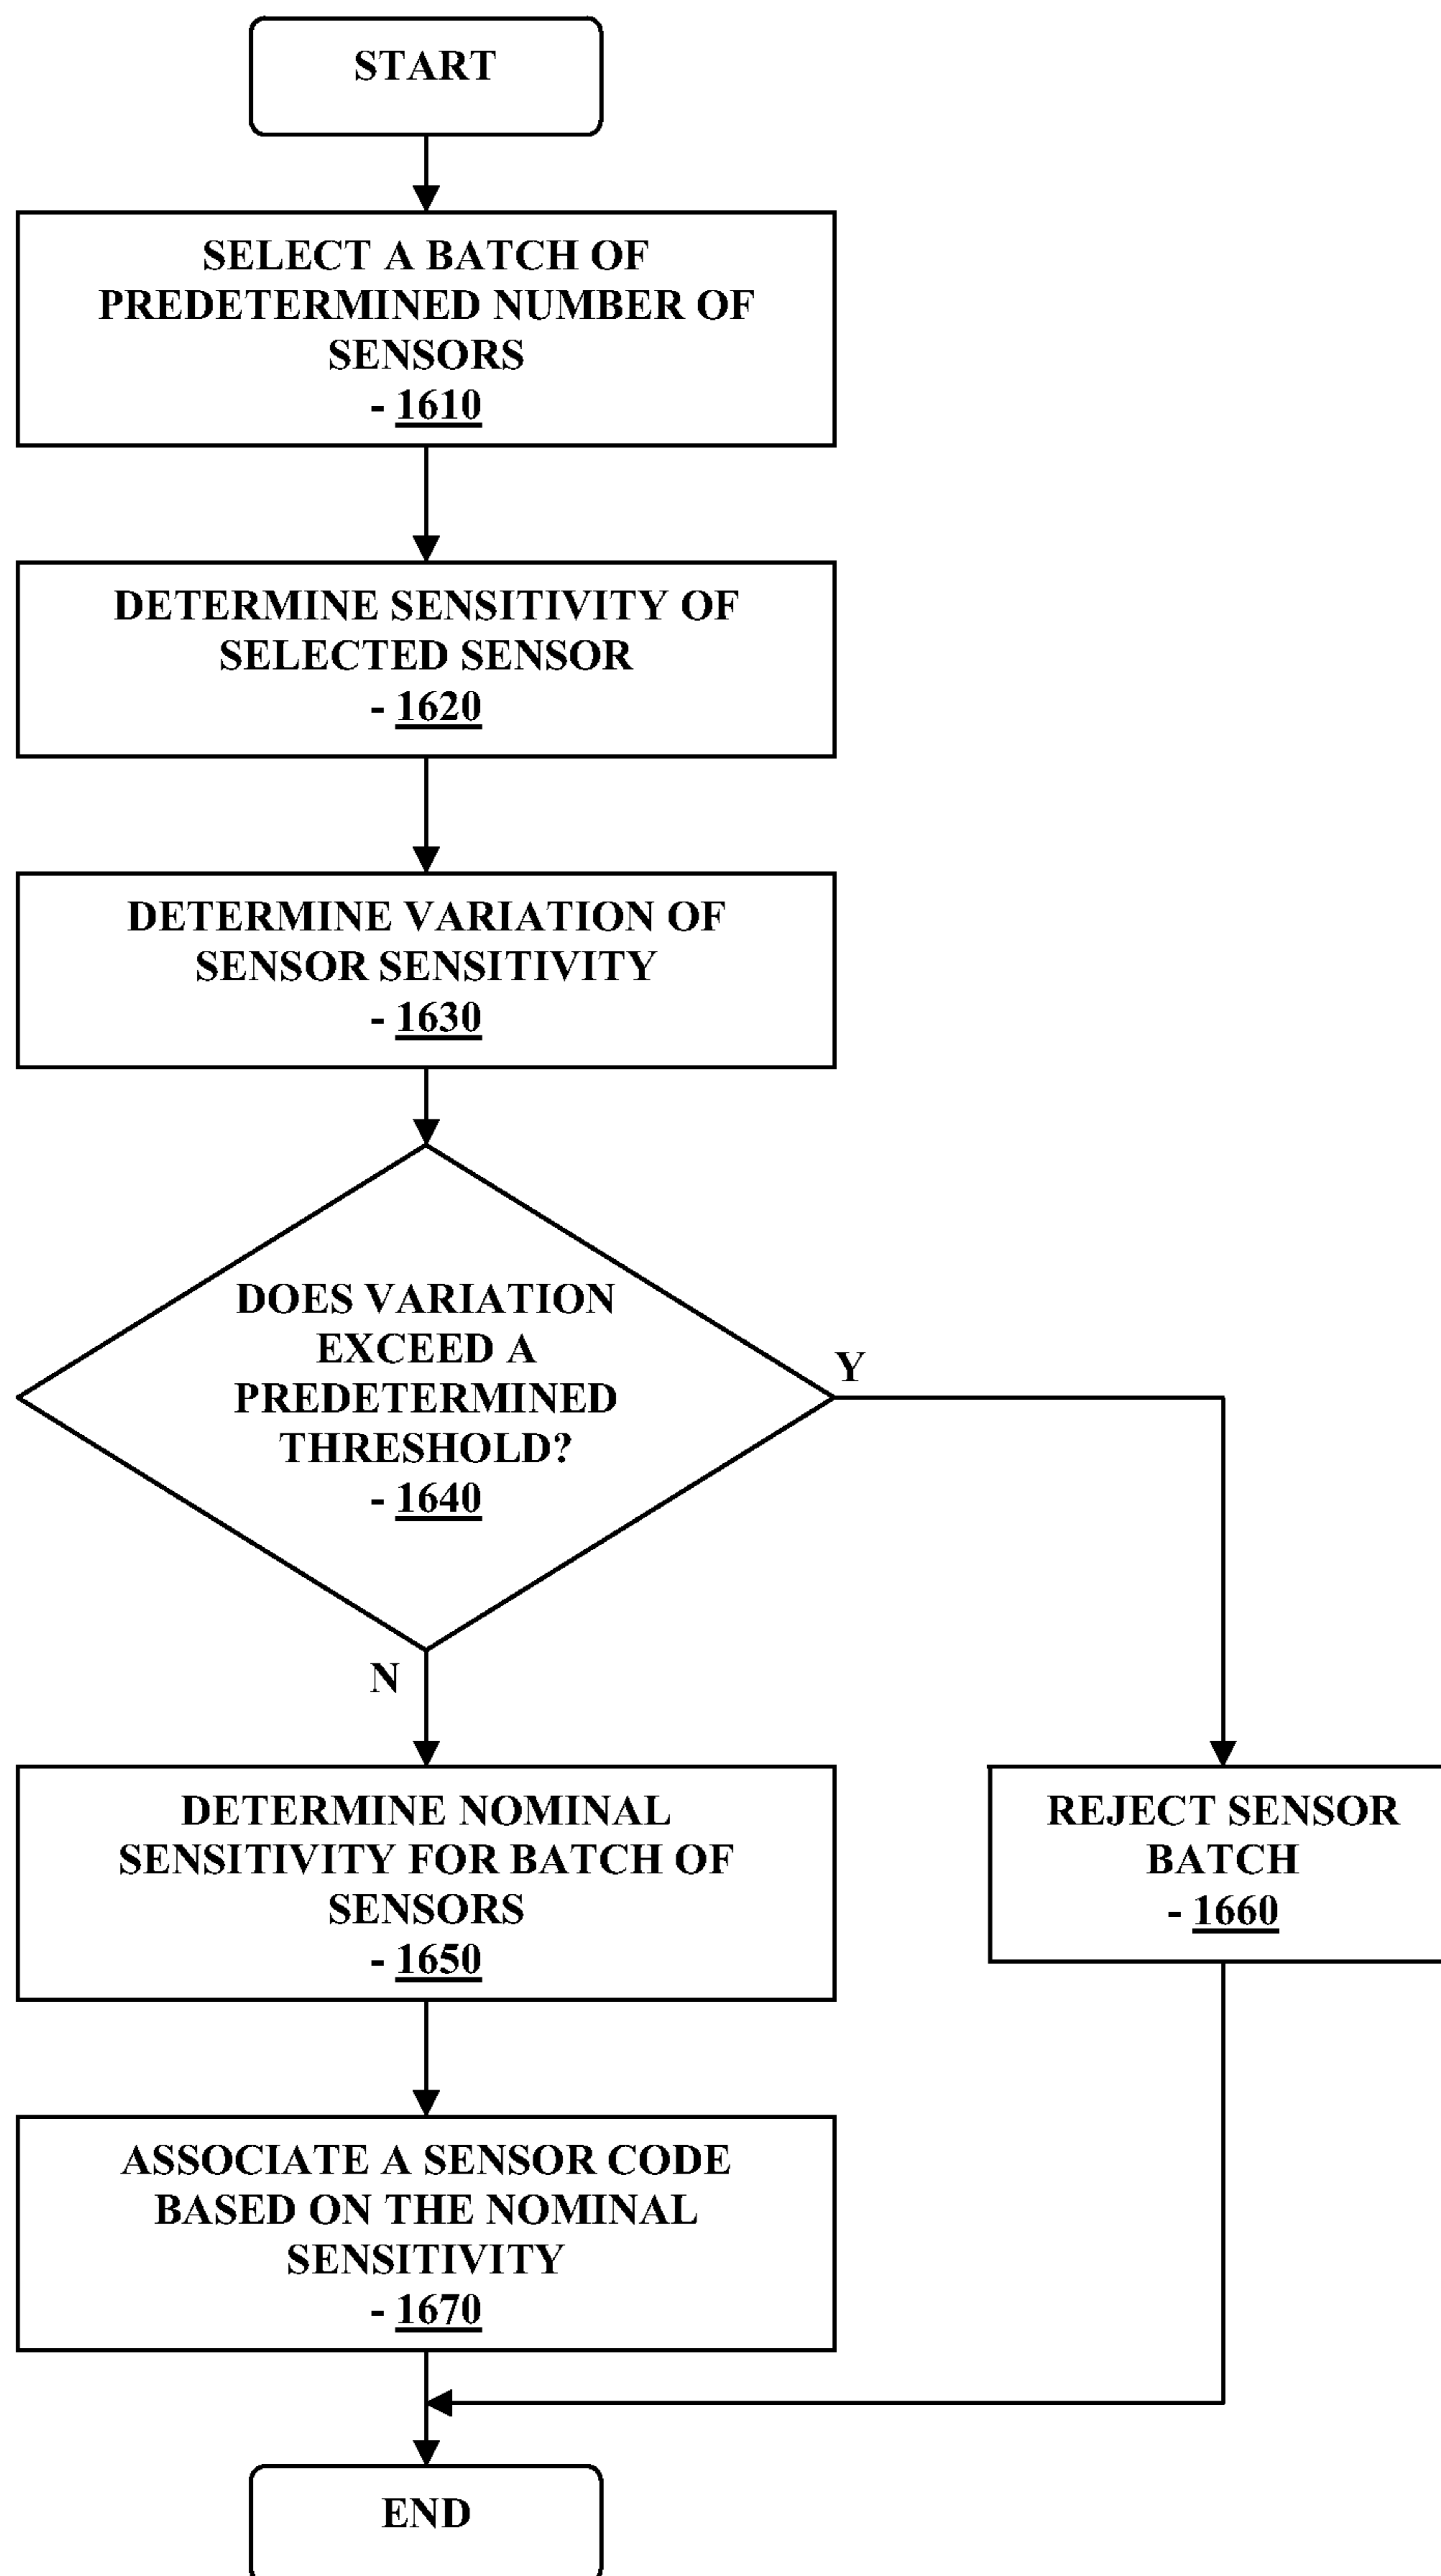 START
SELECT A BATCH OF
PREDETERMINED NUMBER OF
SENSORS
- 1610
DETERMINE SENSITIVITY OF
SELECTED SENSOR
- 1620
DETERMINE VARIATION OF
SENSOR SENSITIVITY
- 1630
DOES VARIATION
EXCEED A
PREDETERMINED
THRESHOLD?
- 1640
Y
N
DETERMINE NOMINAL
SENSITIVITY FOR BATCH OF
SENSORS
- 1650
REJECT SENSOR
BATCH
- 1660
ASSOCIATE A SENSOR CODE
BASED ON THE NOMINAL
SENSITIVITY
- 1670
END